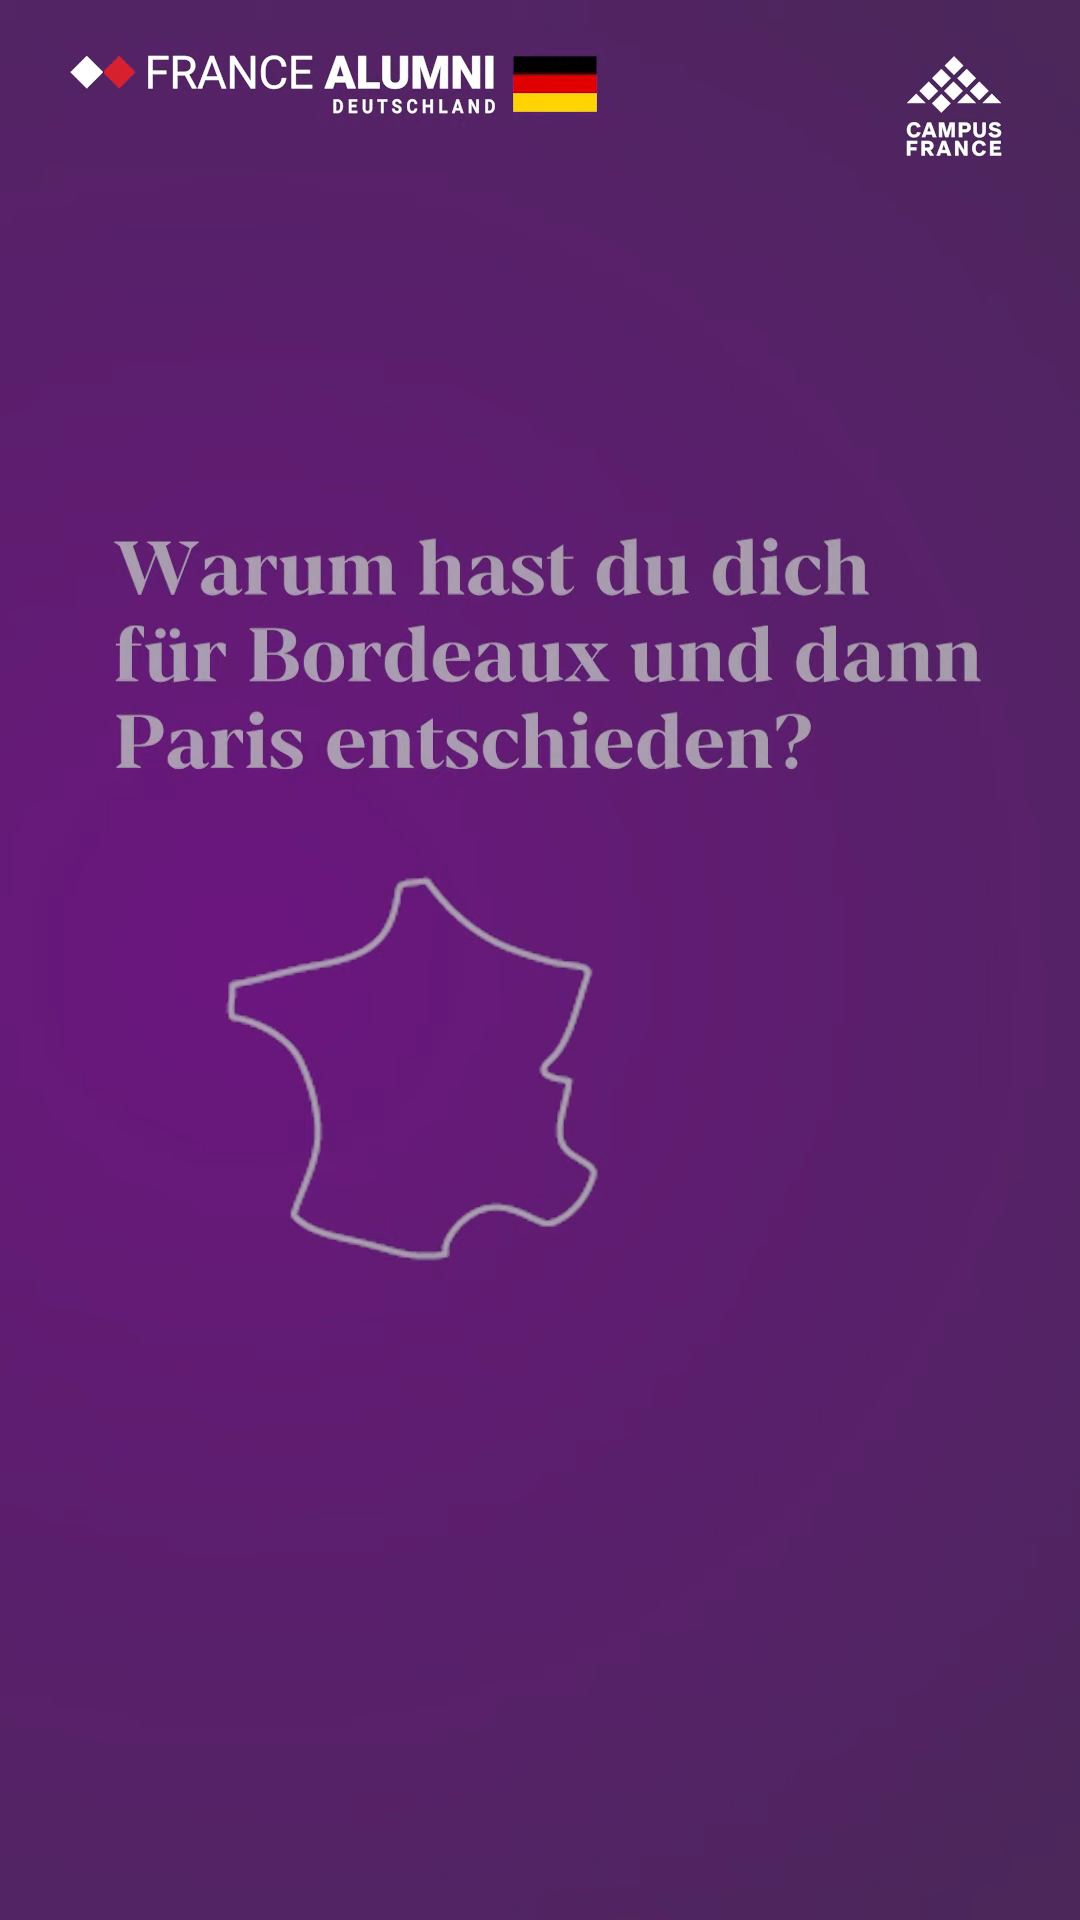 FRANCE ALUMNI
DEUTSCHLAND
CAMPUS
FRANCE
Warum hast du dich
für Bordeaux und dann
Paris entschieden?